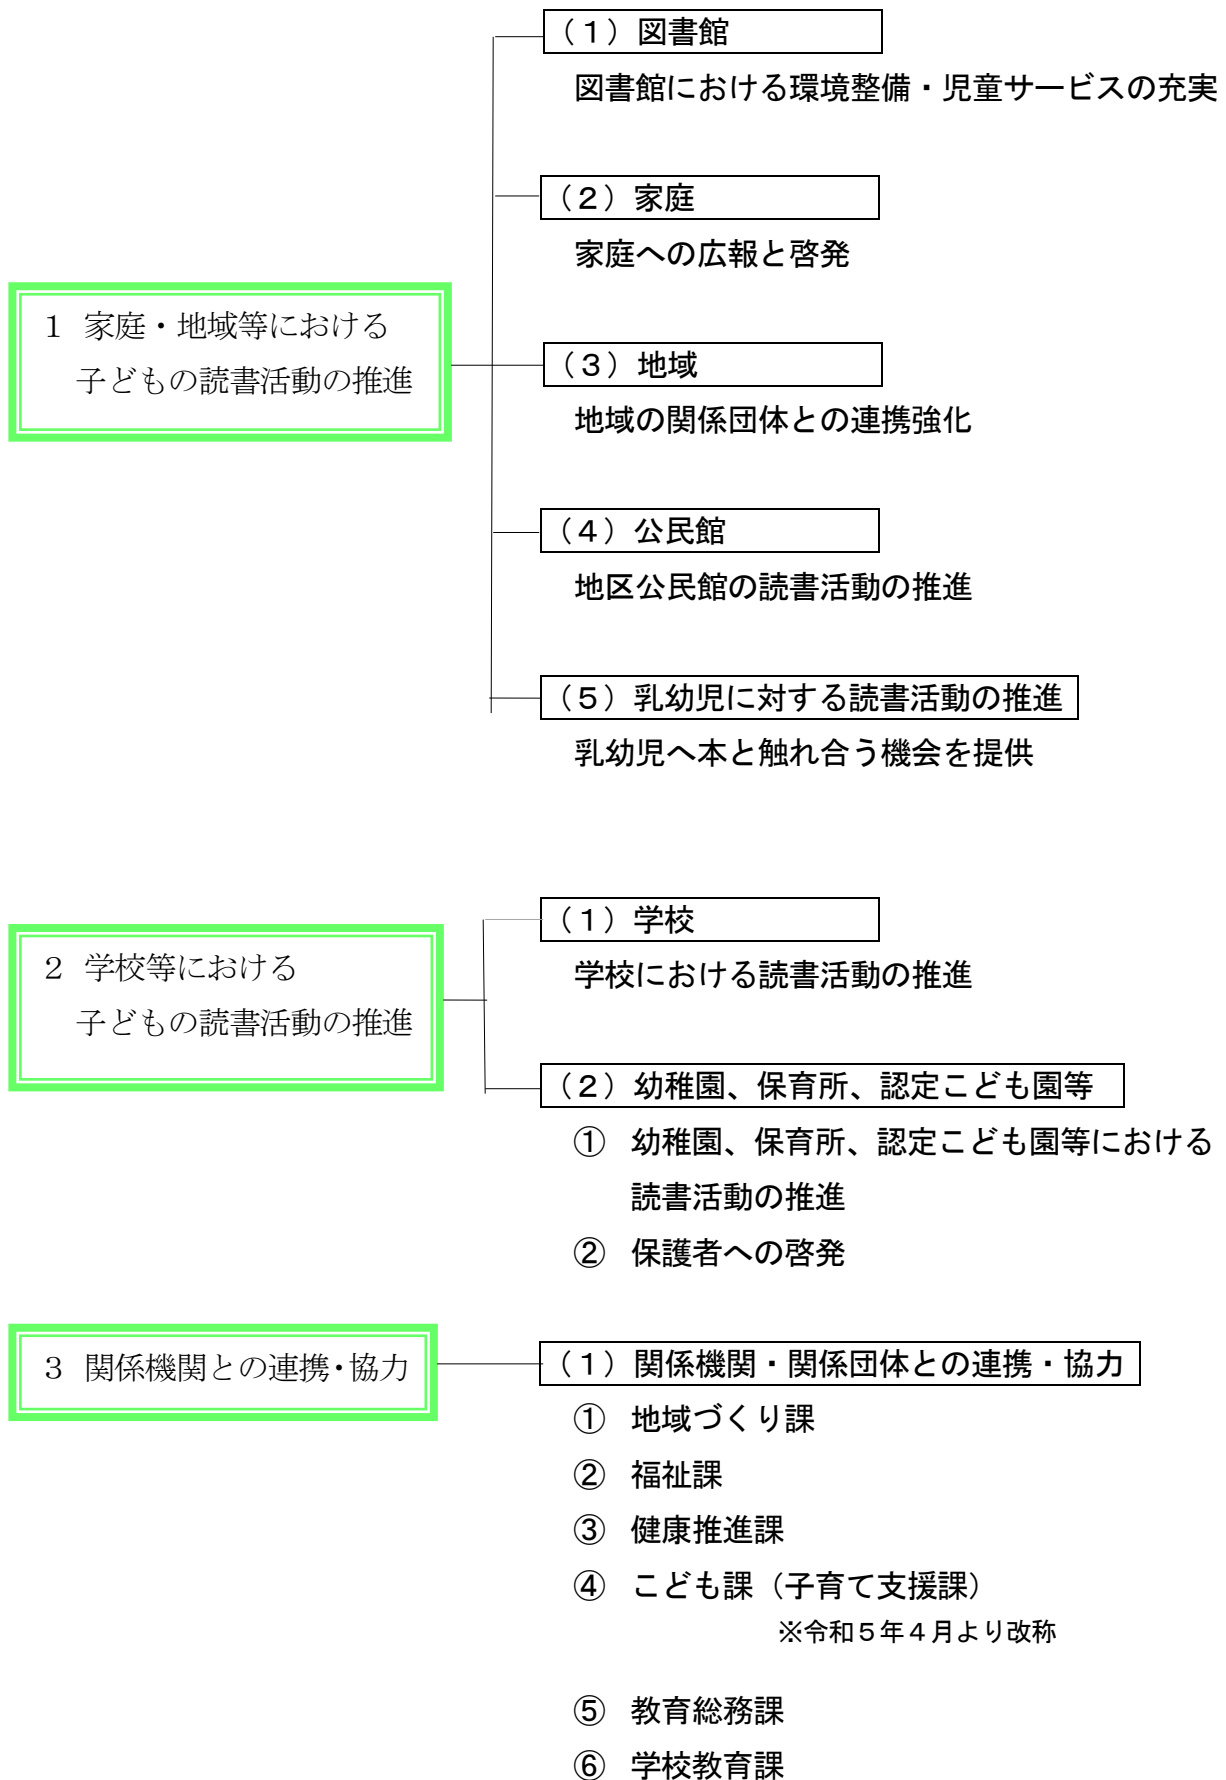 （１）図書館
図書館における環境整備・児童サービスの充実
（２）家庭
家庭への広報と啓発
１ 家庭・地域等における
子どもの読書活動の推進
（３）地域
地域の関係団体との連携強化
（４）公民館
地区公民館の読書活動の推進
（５）乳幼児に対する読書活動の推進
乳幼児へ本と触れ合う機会を提供
２ 学校等における
子どもの読書活動の推進
（１）学校
学校における読書活動の推進
（２）幼稚園、保育所、認定こども園等
① 幼稚園、保育所、認定こども園等における
読書活動の推進
② 保護者への啓発
３ 関係機関との連携・協力
（１）関係機関・関係団体との連携・協力
① 地域づくり課
② 福祉課
③ 健康推進課
④ こども課（子育て支援課）
※令和５年４月より改称
⑤ 教育総務課
⑥ 学校教育課